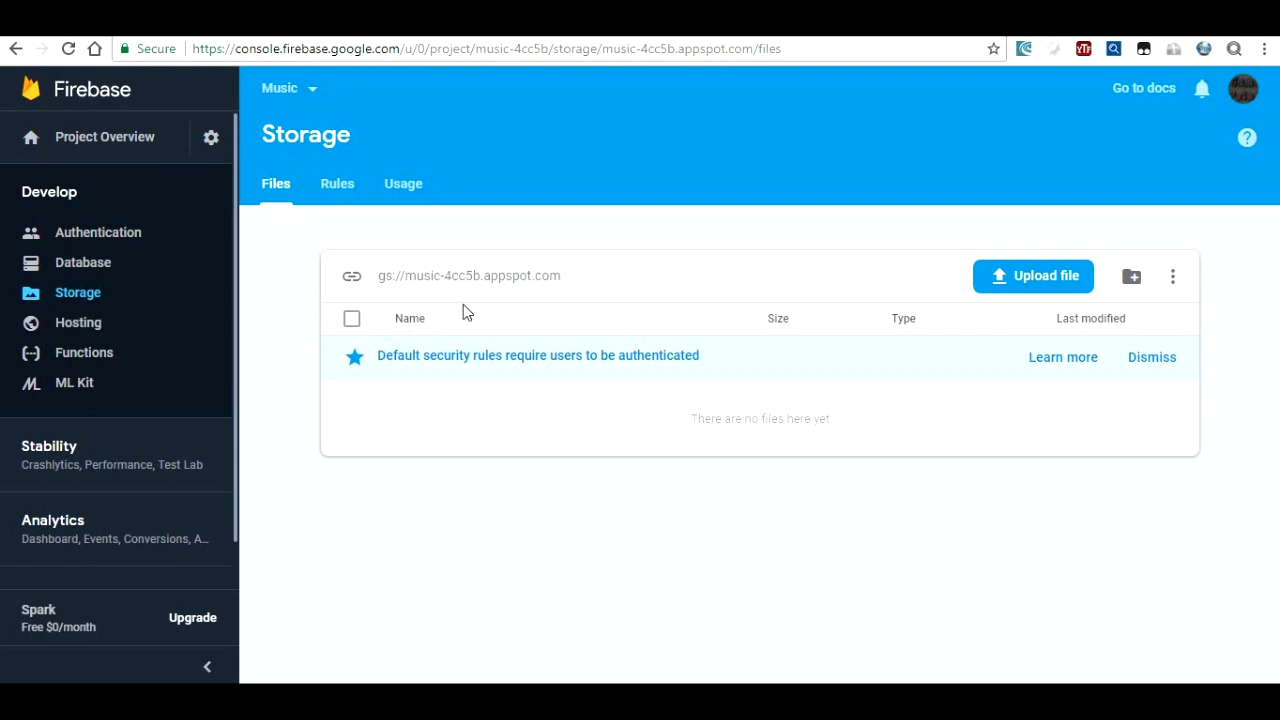 Secure https://console.firebase.google.com/u/0/project/music-4cc5b/storage/music-4cc5b.appspot.com/files
YTF
Firebase
Music
Go to docs
Project Overview
Storage
?
Files Rules Usage
Develop
Authentication
Database
Storage
Hosting
Functions
ML Kit
gs://music-4cc5b.appspot.com
Upload file
Name Size Type Last modified
Default security rules require users to be authenticated
Learn more Dismiss
There are no files here yet
Stability
Crashlytics, Performance, Test Lab
Analytics
Dashboard, Events, Conversions, A...
Spark
Free $0/month
Upgrade